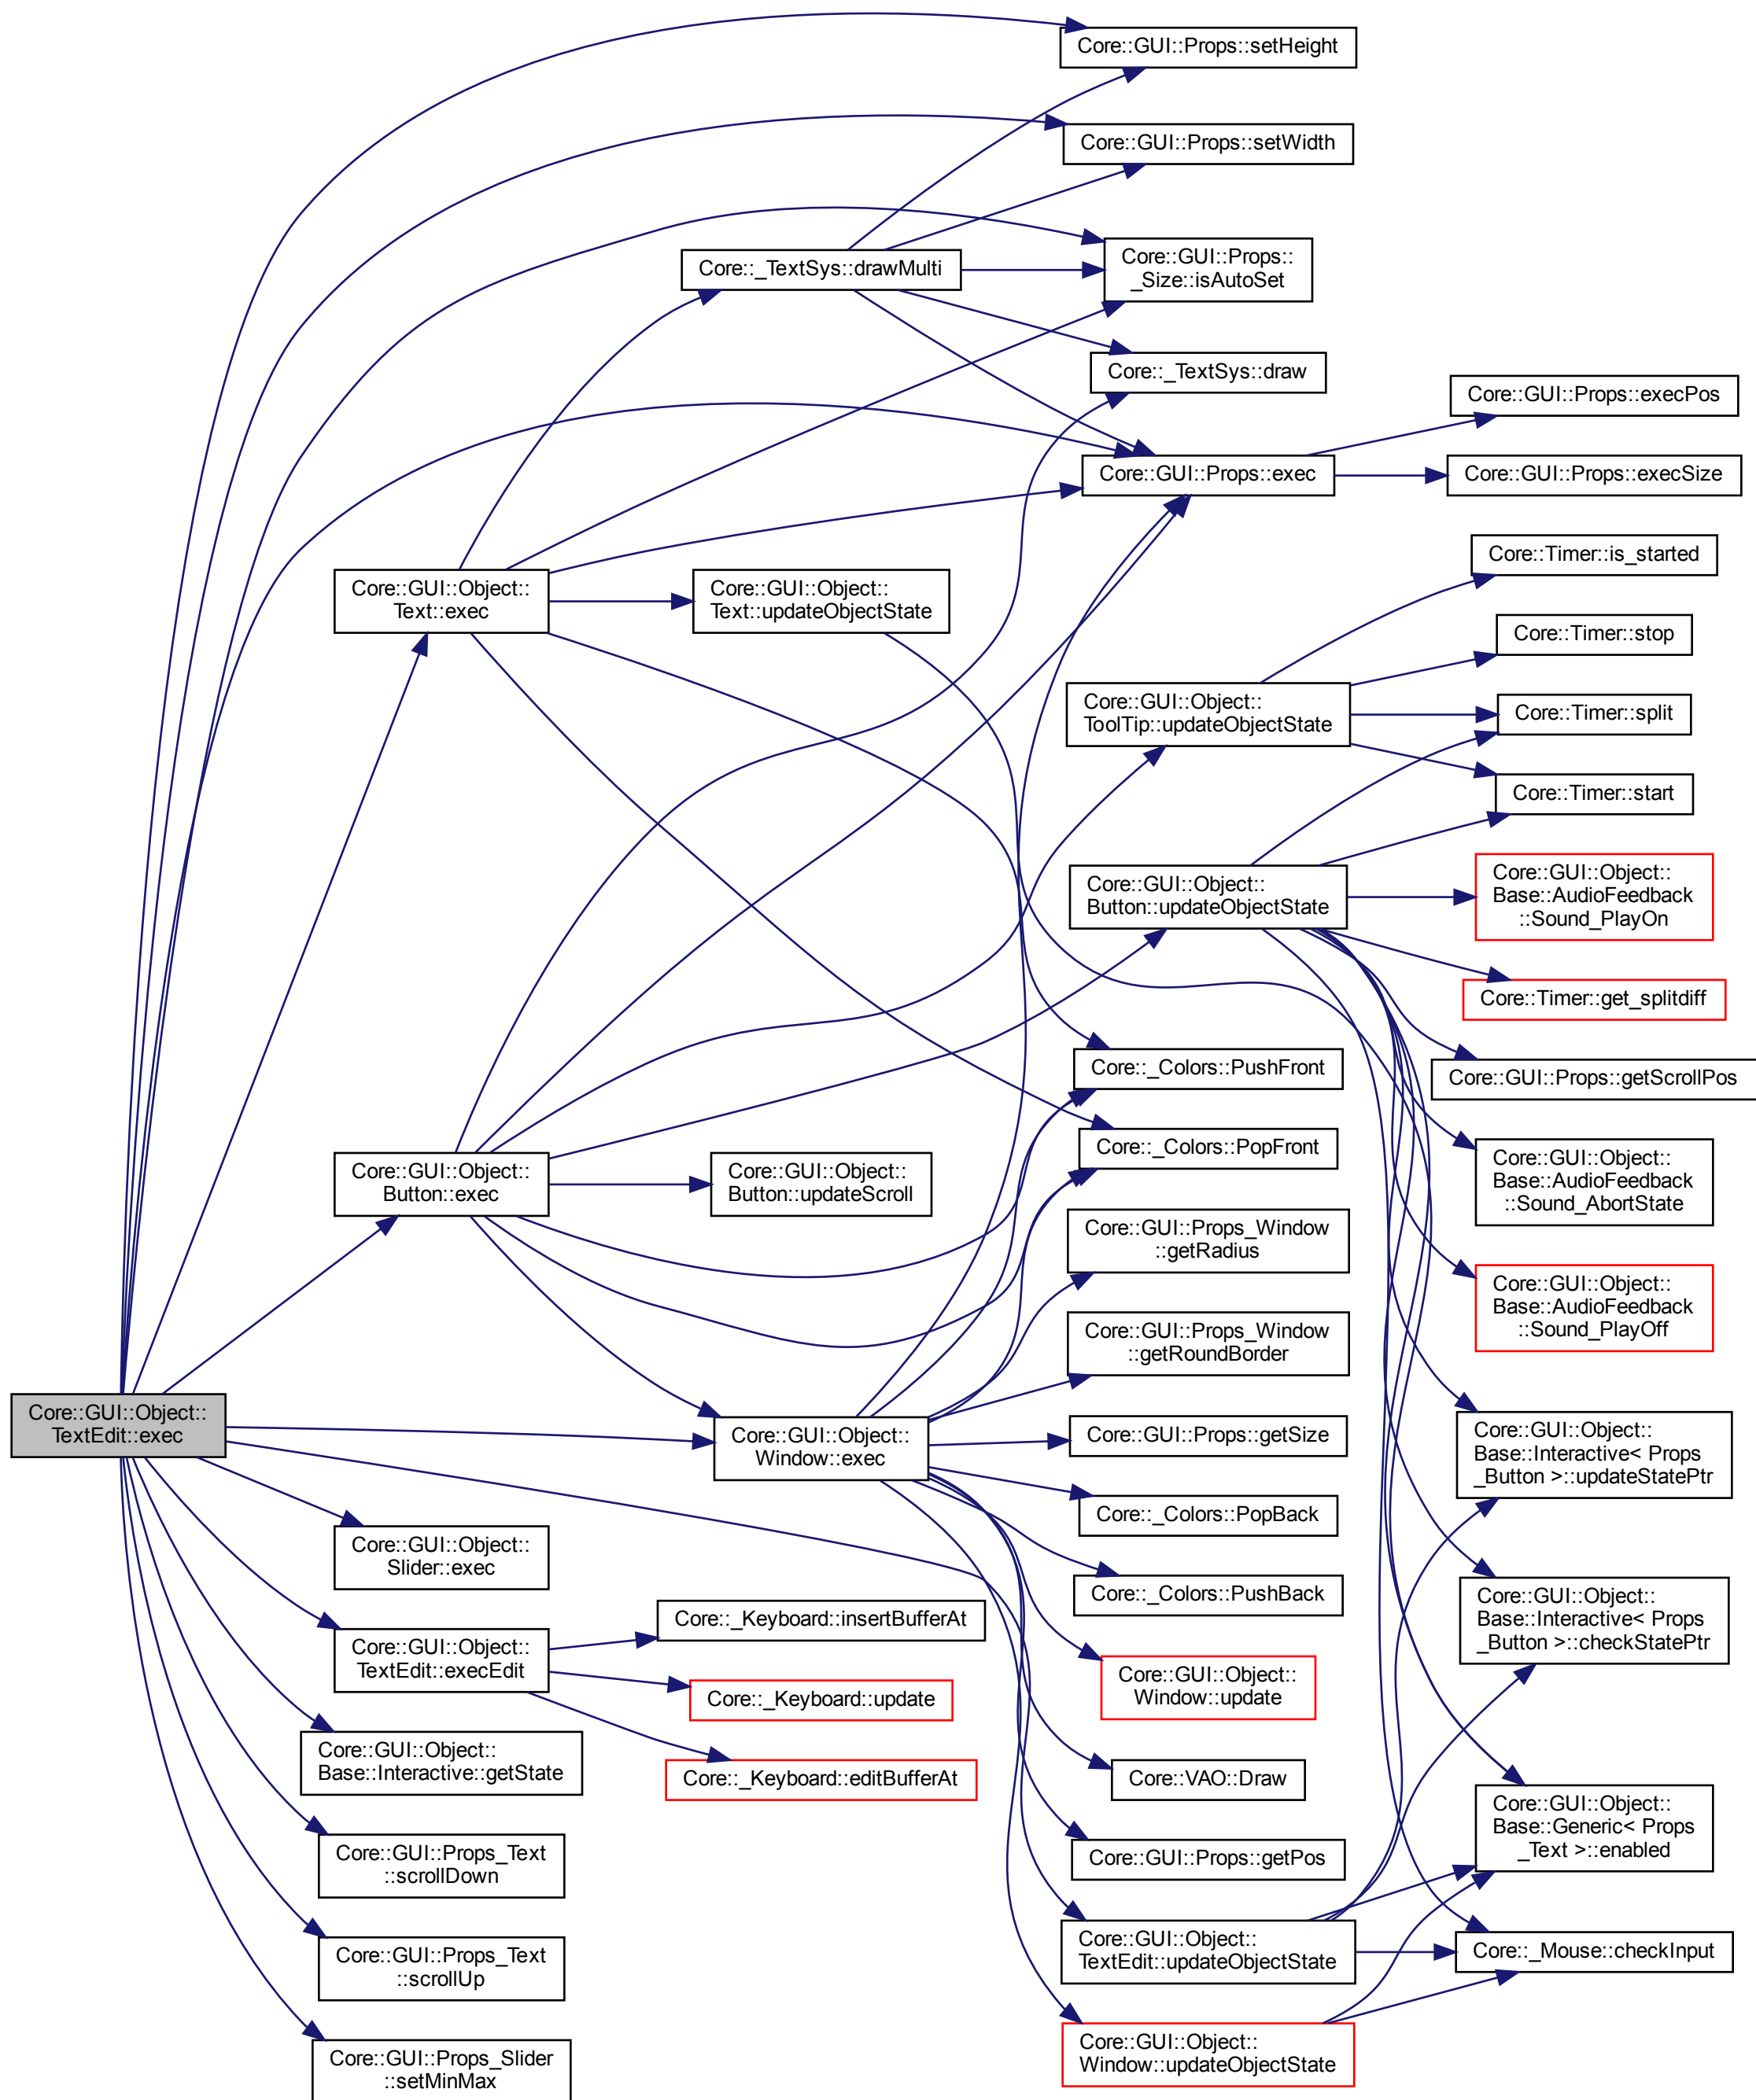 Core::GUI::Props::setHeight
Core::GUI::Props::setWidth
Core::GUI::Props::
_Size::isAutoSet
Core::_TextSys::drawMulti
Core::_TextSys::draw
Core::GUI::Props::execPos
Core::GUI::Props::exec
Core::GUI::Props::execSize
Core::Timer::is_started
Core::GUI::Object::
Text::exec
Core::GUI::Object::
Text::updateObjectState
Core::Timer::stop
Core::GUI::Object::
ToolTip::updateObjectState
Core::Timer::split
Core::Timer::start
Core::GUI::Object::
Button::updateObjectState
Core::GUI::Object::
Base::AudioFeedback
::Sound_PlayOn
Core::Timer::get_splitdiff
Core::_Colors::PushFront
Core::GUI::Props::getScrollPos
Core::_Colors::PopFront
Core::GUI::Object::
Button::exec
Core::GUI::Object::
Button::updateScroll
Core::GUI::Object::
Base::AudioFeedback
::Sound_AbortState
Core::GUI::Props_Window
::getRadius
Core::GUI::Object::
Base::AudioFeedback
::Sound_PlayOff
Core::GUI::Props_Window
::getRoundBorder
Core::GUI::Object::
TextEdit::exec
Core::GUI::Object::
Window::exec
Core::GUI::Props::getSize
Core::GUI::Object::
Base::Interactive< Props
_Button >::updateStatePtr
Core::_Colors::PopBack
Core::GUI::Object::
Slider::exec
Core::_Colors::PushBack
Core::GUI::Object::
Base::Interactive< Props
_Button >::checkStatePtr
Core::_Keyboard::insertBufferAt
Core::GUI::Object::
TextEdit::execEdit
Core::_Keyboard::update
Core::GUI::Object::
Window::update
Core::GUI::Object::
Base::Interactive::getState
Core::_Keyboard::editBufferAt
Core::VAO::Draw
Core::GUI::Object::
Base::Generic< Props
_Text >::enabled
Core::GUI::Props_Text
::scrollDown
Core::GUI::Props::getPos
Core::GUI::Props_Text
::scrollUp
Core::GUI::Object::
TextEdit::updateObjectState
Core::_Mouse::checkInput
Core::GUI::Props_Slider
::setMinMax
Core::GUI::Object::
Window::updateObjectState